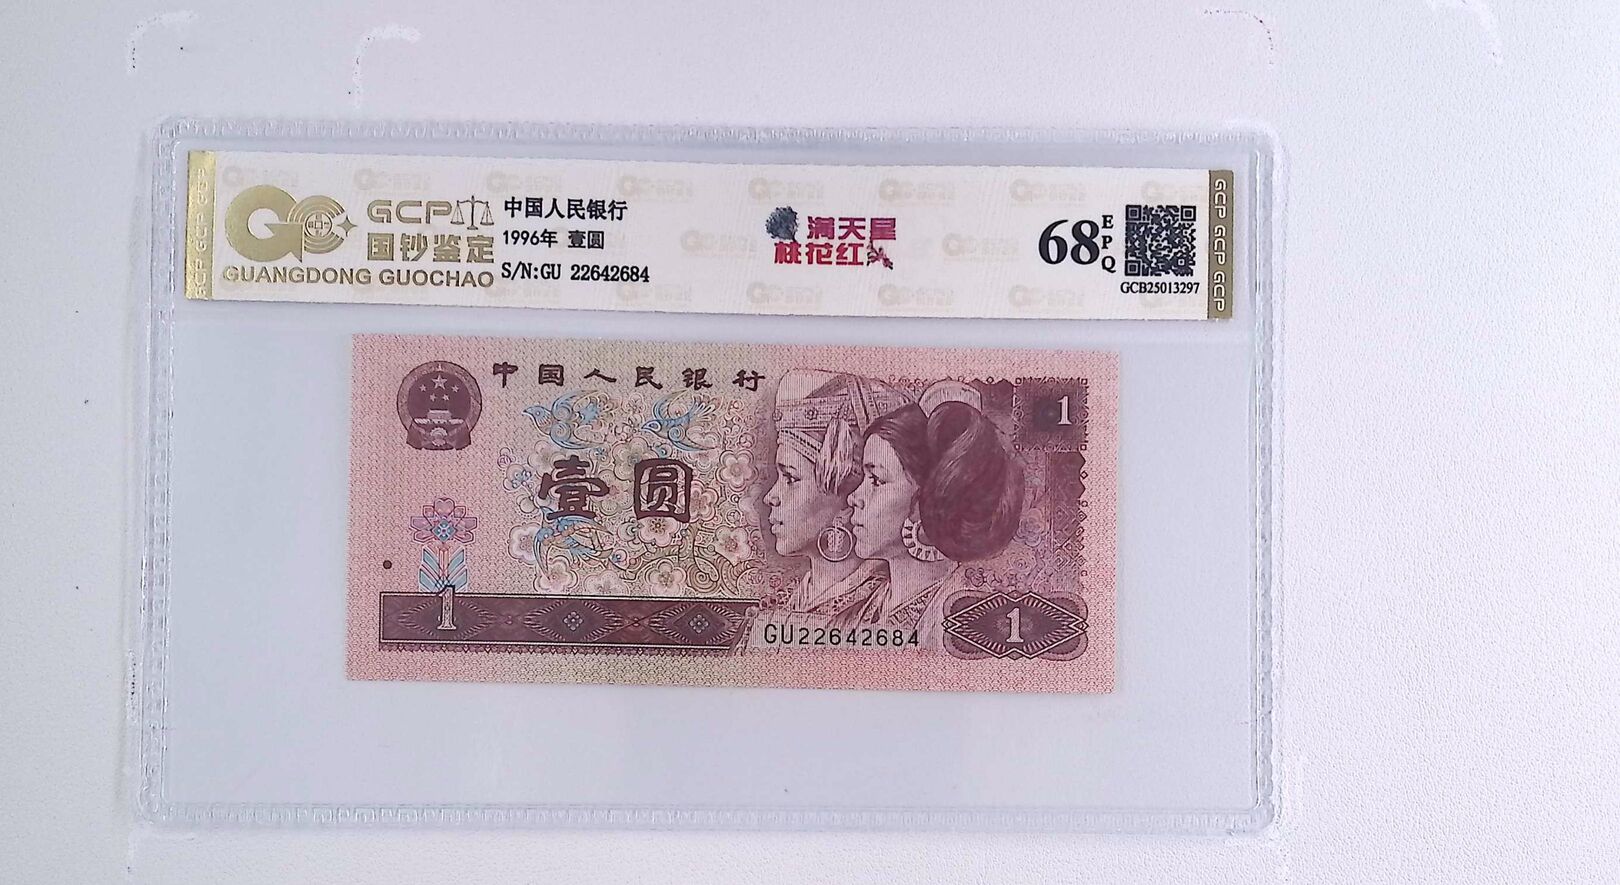 GCP
国钞鉴定
GUANGDONG GUOCHAO
中国人民银行
1996年 壹圆
S/N:GU 22642684
满天星
桃花红
68
EPQ
GCB25013297
GCP GCP GCP
GCP GCP GCP
中国人民银行
1
壹圆
1
GU22642684
1